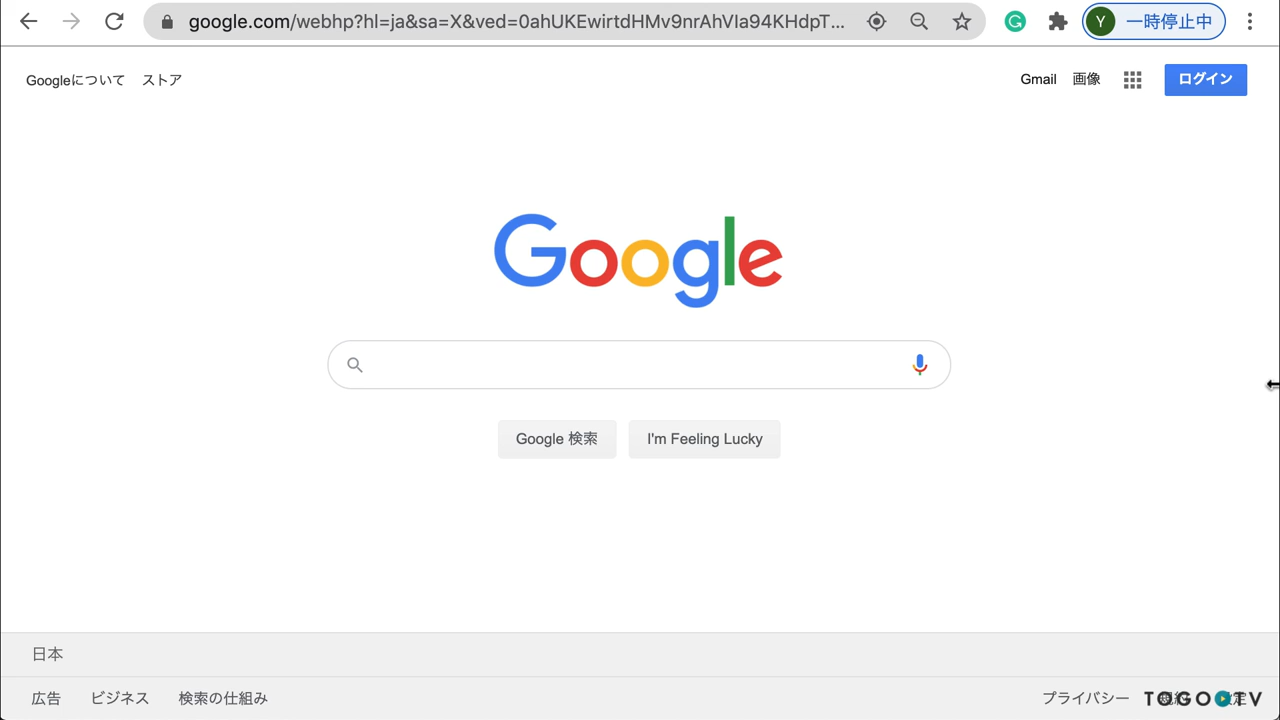 google.com/webhp?hl=ja&sa=X&ved=0ahUKEwirtdHMv9nrAhVIa94KHdpT...
Y 一時停止中
Googleについて ストア Gmail 画像 ログイン
Google
Google 検索 I'm Feeling Lucky
日本
広告 ビジネス 検索の仕組み プライバシー
TOGOTV